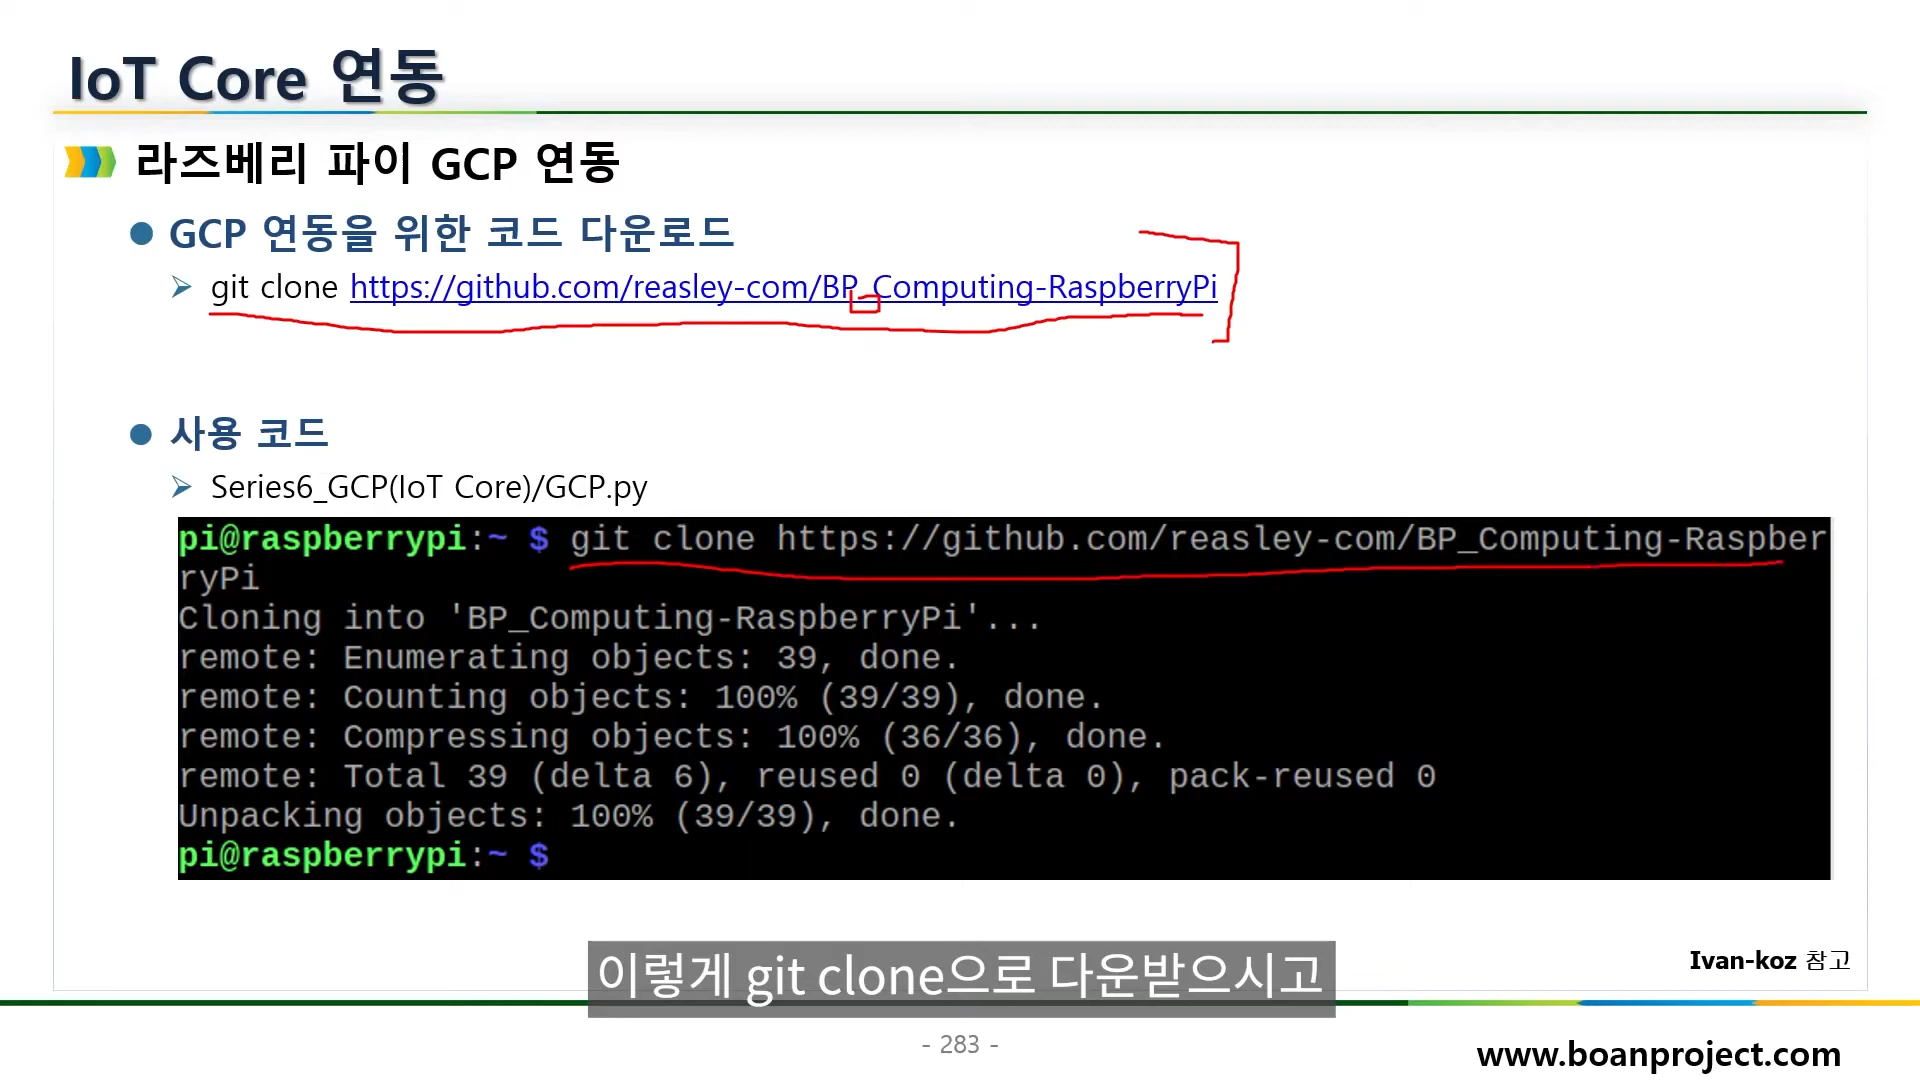 IoT Core 연동
라즈베리 파이 GCP 연동
GCP 연동을 위한 코드 다운로드
git clone https://github.com/reasley-com/BP_Computing-RaspberryPi
사용 코드
Series6_GCP(IoT Core)/GCP.py
pi@raspberrypi:~ $ git clone https://github.com/reasley-com/BP_Computing-Raspber
ryPi
Cloning into 'BP_Computing-RaspberryPi'...
remote: Enumerating objects: 39, done.
remote: Counting objects: 100% (39/39), done.
remote: Compressing objects: 100% (36/36), done.
remote: Total 39 (delta 6), reused 0 (delta 0), pack-reused 0
Unpacking objects: 100% (39/39), done.
pi@raspberrypi:~ $
Ivan-koz 참고
이렇게 git clone으로 다운받으시고
- 283 -
www.boanproject.com